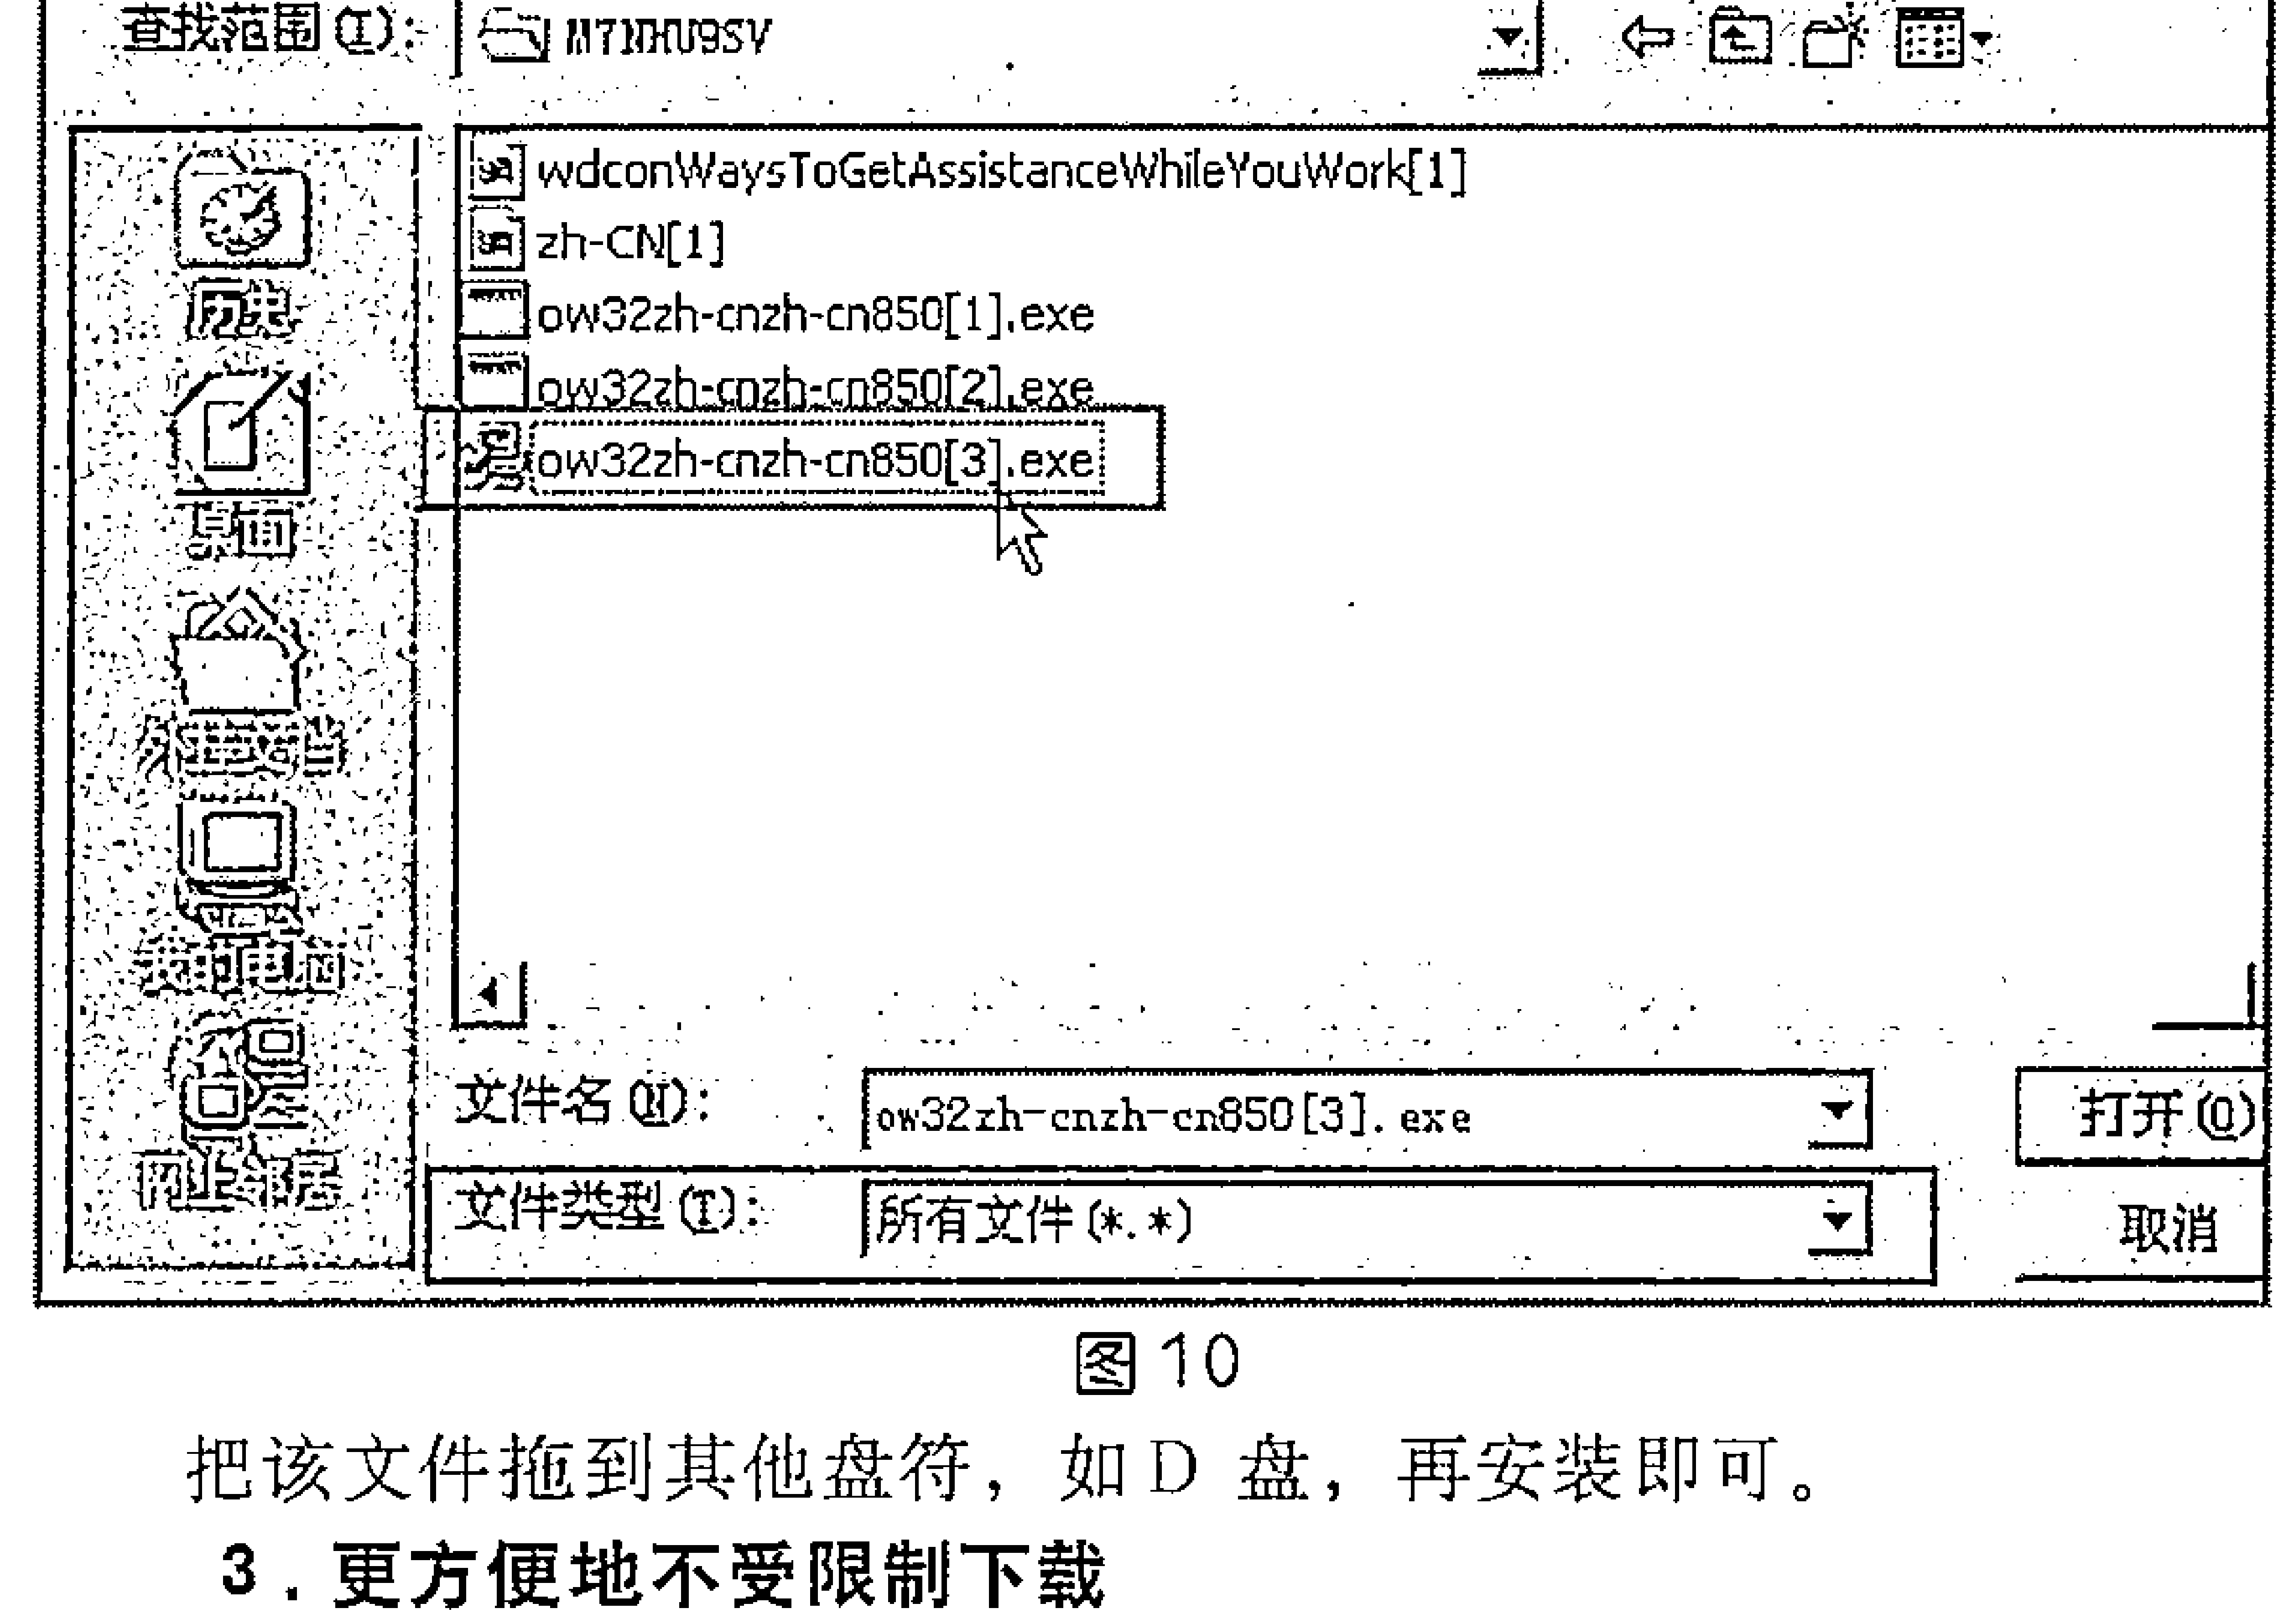 查找范围(I): M7NHU9SV
wdconWaysToGetAssistanceWhileYouWork[1]
zh-CN[1]
ow32zh-cnzh-cn850[1].exe
ow32zh-cnzh-cn850[2].exe
ow32zh-cnzh-cn850[3].exe
历史
桌面
我的电脑
网上邻居
文件名(N): ow32zh-cnzh-cn850[3].exe
打开(O)
文件类型(T): 所有文件(*.*)
取消
图10
把该文件拖到其他盘符，如 D 盘，再安装即可。
3．更方便地不受限制下载